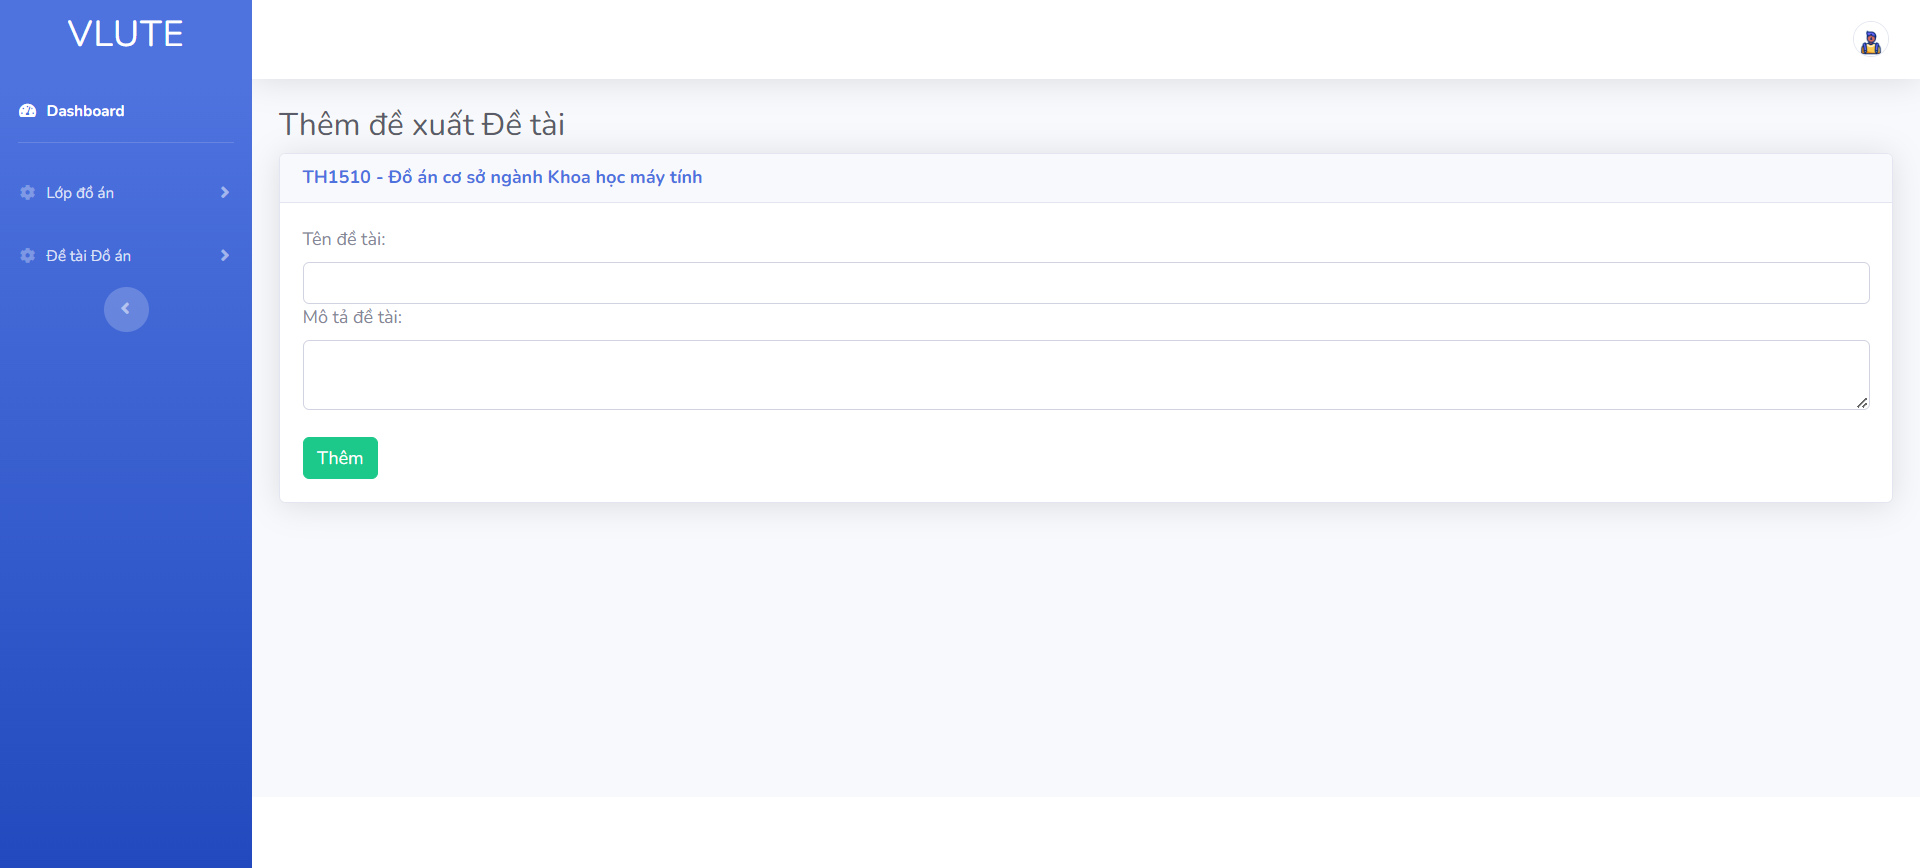 VLUTE
Dashboard
Lớp đồ án
Đề tài Đồ án
Thêm đề xuất Đề tài
TH1510 - Đồ án cơ sở ngành Khoa học máy tính
Tên đề tài:
Mô tả đề tài:
Thêm